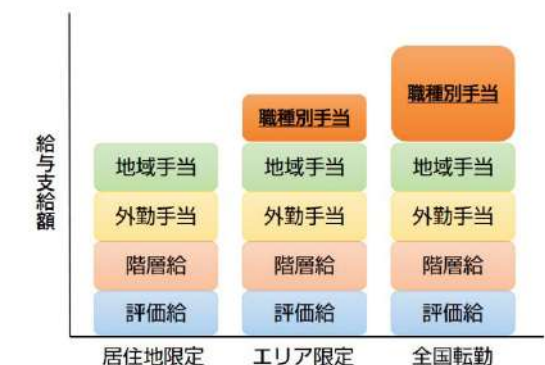 給与支給額
職種別手当
職種別手当
地域手当 地域手当 地域手当
外勤手当 外勤手当 外勤手当
階層給 階層給 階層給
評価給 評価給 評価給
居住地限定 エリア限定 全国転勤